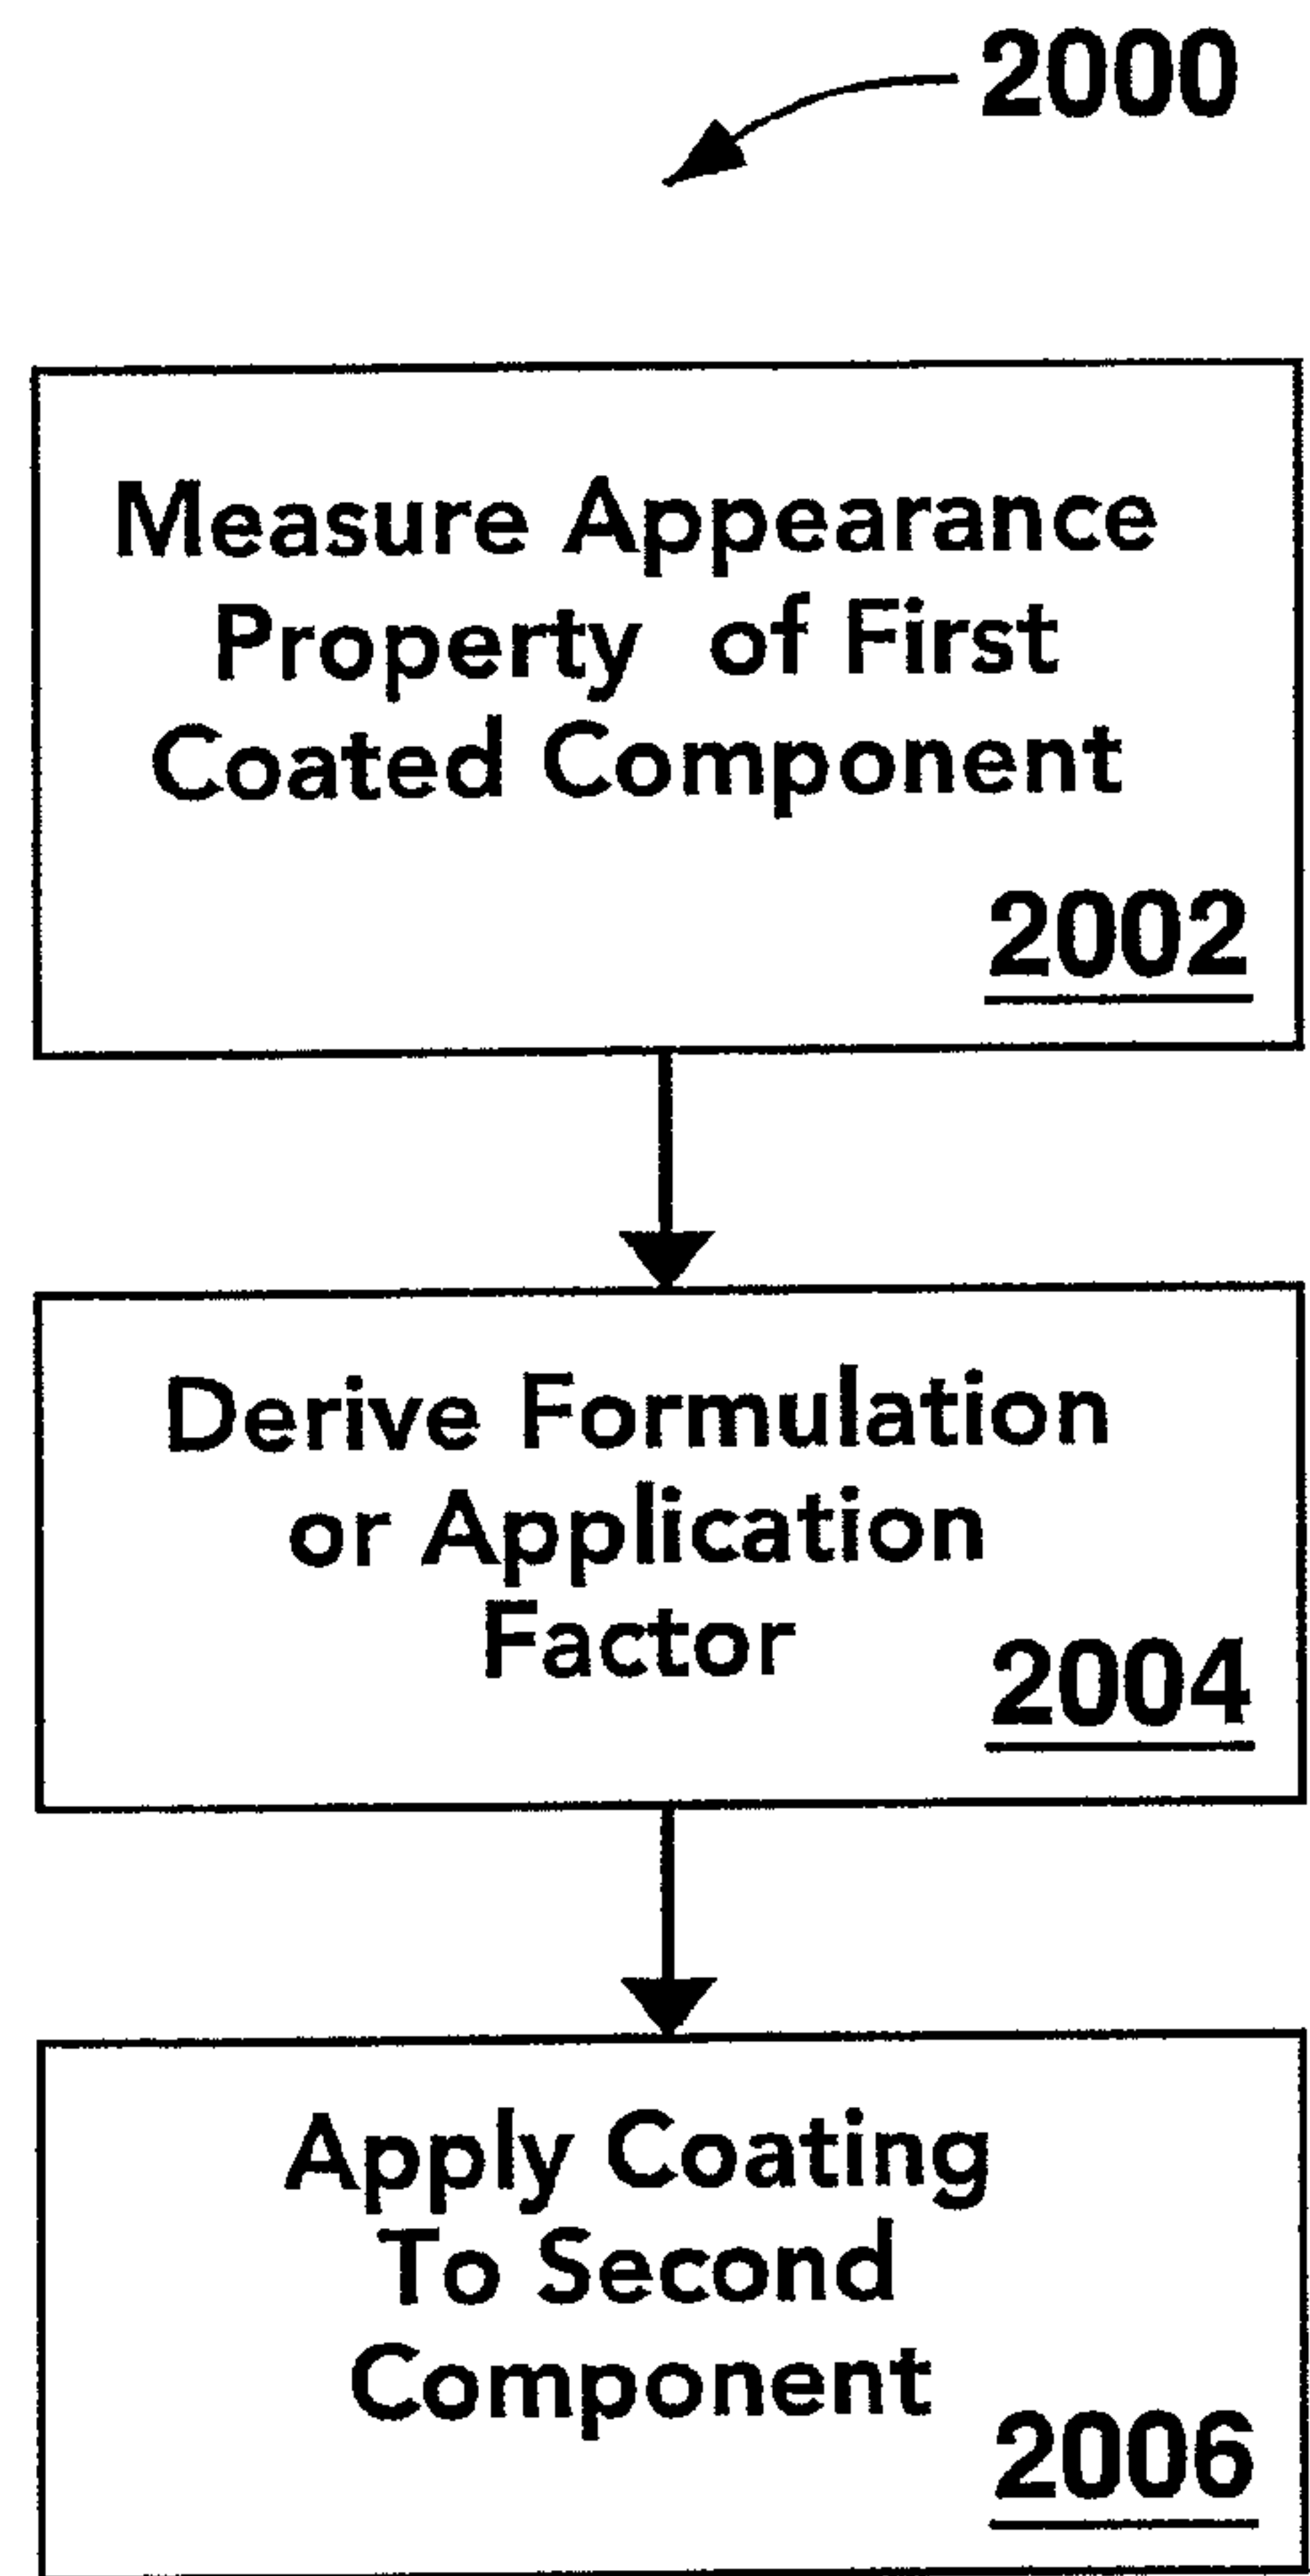 2000
Measure Appearance
Property of First
Coated Component
2002
Derive Formulation
or Application
Factor
2004
Apply Coating
To Second
Component
2006